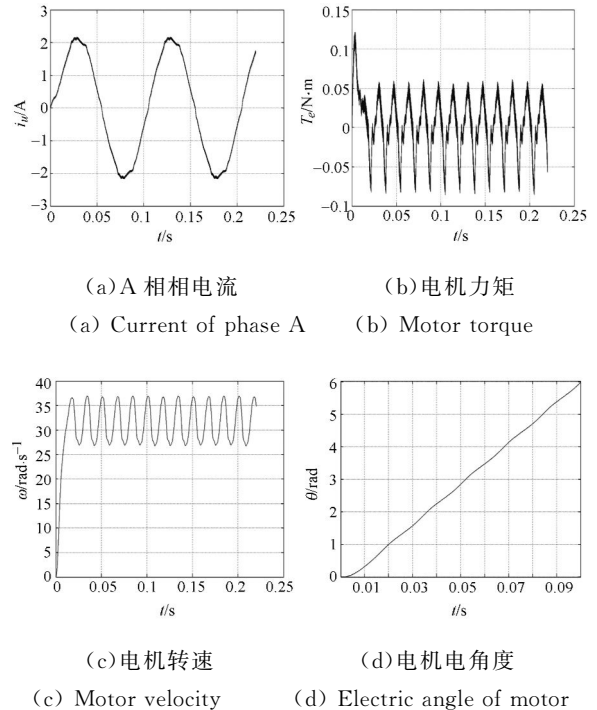 3
2
1
0
−1
−2
−3
0 0.05 0.1 0.15 0.2 0.25
i_u/A
t/s
0.15
0.10
0.05
0
−0.05
−0.1
0 0.05 0.1 0.15 0.2 0.25
T_e/N·m
t/s
(a)A 相相电流
(b)电机力矩
(a) Current of phase A
(b) Motor torque
40
35
30
25
20
15
10
5
0
0 0.05 0.1 0.15 0.2 0.25
ω/rad·s⁻¹
t/s
6
5
4
3
2
1
0
0.01 0.03 0.05 0.07 0.09
θ/rad
t/s
(c)电机转速
(d)电机电角度
(c) Motor velocity
(d) Electric angle of motor